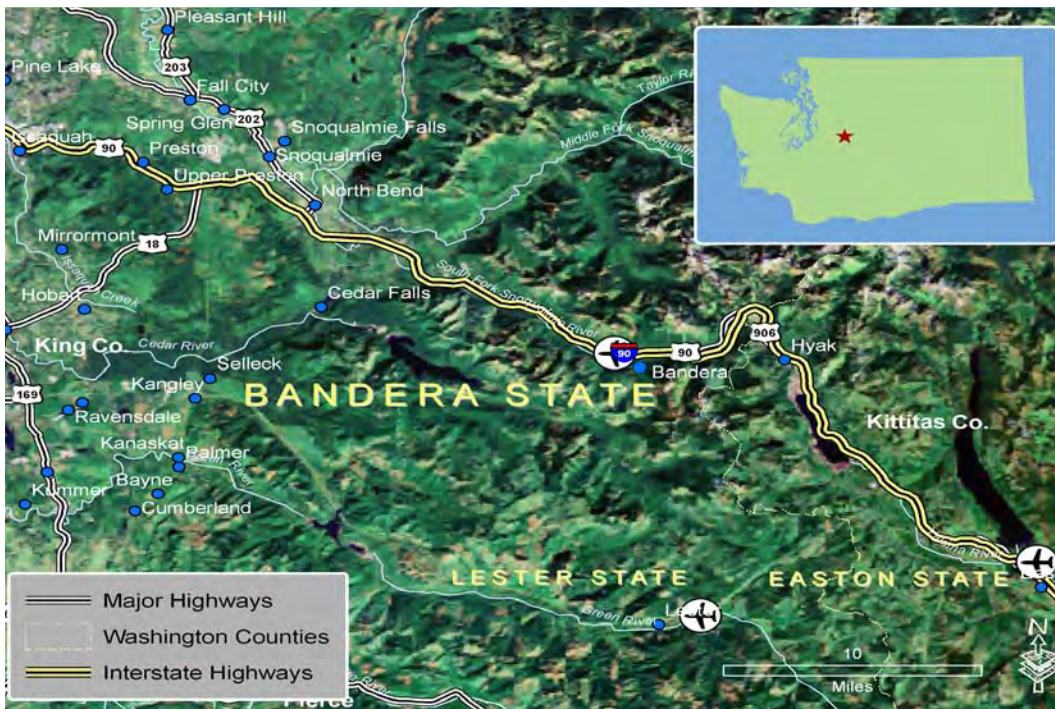 Pleasant Hill
Pine Lake
203
Fall City
Taylor Ri
Spring Glen
202
Snoqualmie Falls
Issaquah
90
Preston
Snoqualmie
Middle Fork Snoqualm
Upper Preston
North Bend
Mirrormont
18
Issaquah Creek
South Fork Snoqualmie River
Hobart
Cedar Falls
King Co.
Cedar River
906
90
90
Hyak
Selleck
Bandera
169
Kangley
BANDERA STATE
Ravensdale
Kittitas Co.
Kanaskat
Palmer
River
Bayne
Kummer
Cumberland
LESTER STATE
EASTON STATE
Major Highways
Green River
Lester
N
Washington Counties
10
Interstate Highways
Miles
Pierce